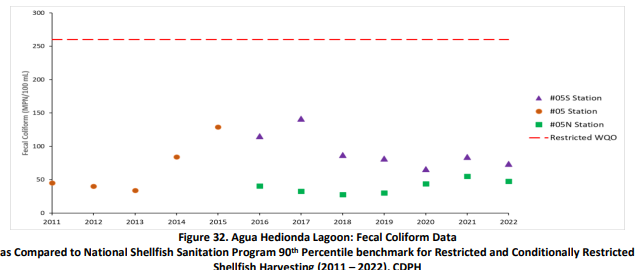 300
250
200
150
100
50
0
Fecal Coliform (MPN/100 mL)
2011 2012 2013 2014 2015 2016 2017 2018 2019 2020 2021 2022
#05S Station
#05 Station
#05N Station
Restricted WQO
Figure 32. Agua Hedionda Lagoon: Fecal Coliform Data
as Compared to National Shellfish Sanitation Program 90th Percentile benchmark for Restricted and Conditionally Restricted
Shellfish Harvesting (2011 – 2022). CDPH